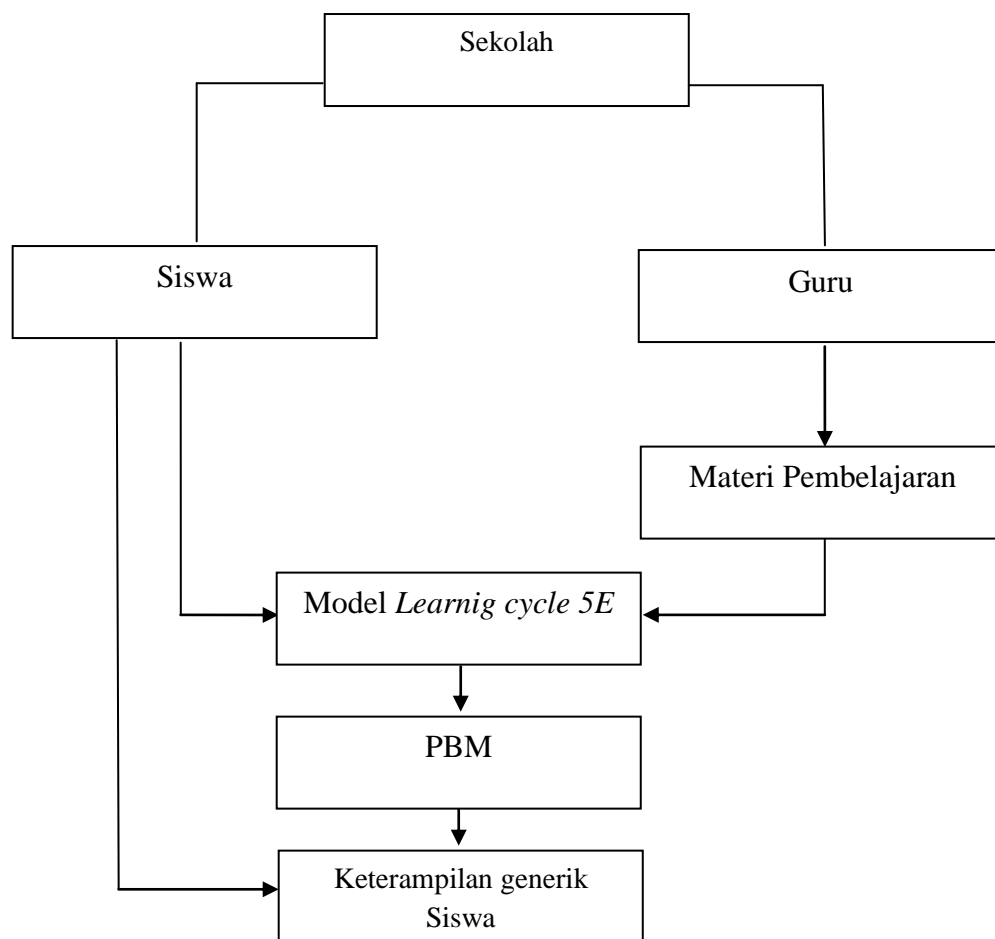 Sekolah
Siswa
Guru
Materi Pembelajaran
Model Learnig cycle 5E
PBM
Keterampilan generik
Siswa